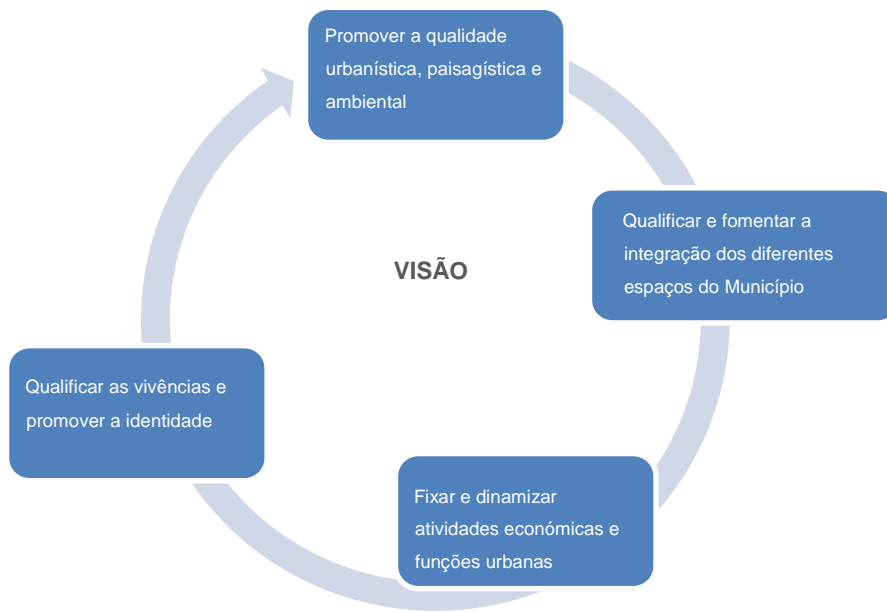 Promover a qualidade
urbanística, paisagística e
ambiental
Qualificar e fomentar a
integração dos diferentes
espaços do Município
VISÃO
Qualificar as vivências e
promover a identidade
Fixar e dinamizar
atividades económicas e
funções urbanas